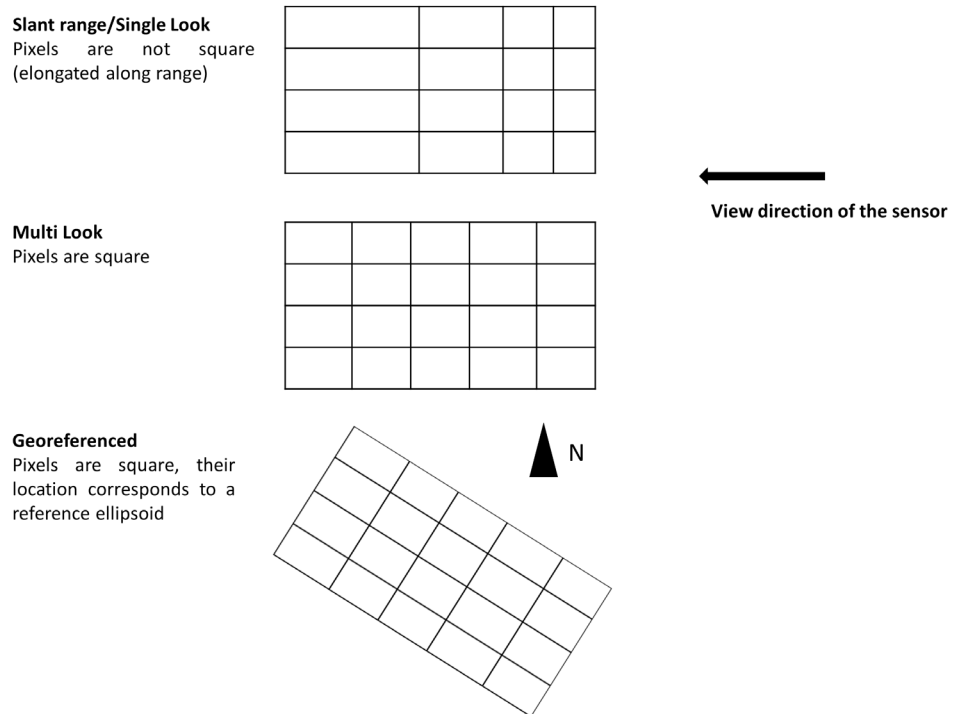 Slant range/Single Look
Pixels are not square
(elongated along range)
View direction of the sensor
Multi Look
Pixels are square
Georeferenced
Pixels are square, their
location corresponds to a
reference ellipsoid
N